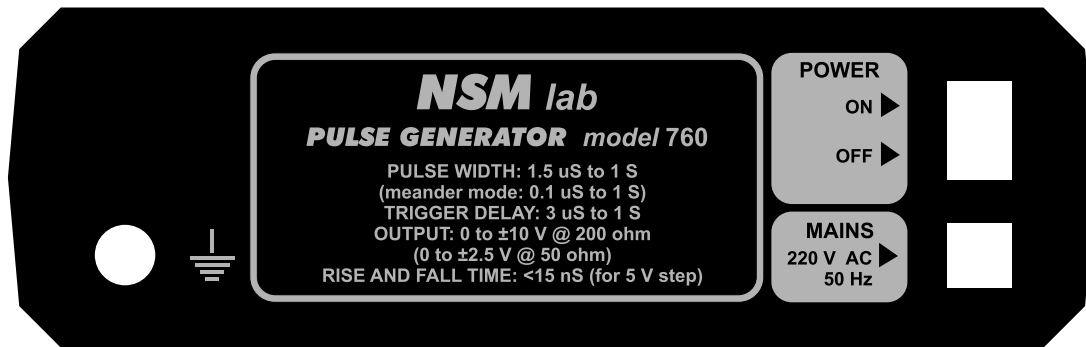 NSM lab
PULSE GENERATOR model 760
PULSE WIDTH: 1.5 uS to 1 S
(meander mode: 0.1 uS to 1 S)
TRIGGER DELAY: 3 uS to 1 S
OUTPUT: 0 to ±10 V @ 200 ohm
(0 to ±2.5 V @ 50 ohm)
RISE AND FALL TIME: <15 nS (for 5 V step)
POWER
ON
OFF
MAINS
220 V AC
50 Hz